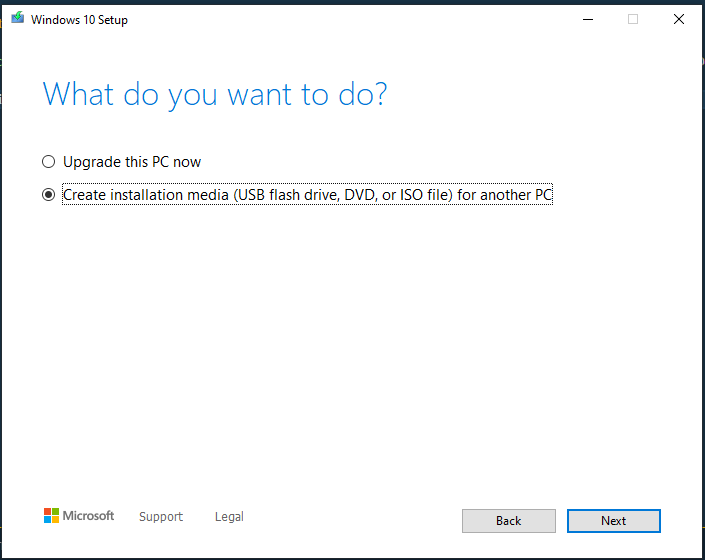 Windows 10 Setup
What do you want to do?
Upgrade this PC now
Create installation media (USB flash drive, DVD, or ISO file) for another PC
Microsoft Support Legal
Back Next